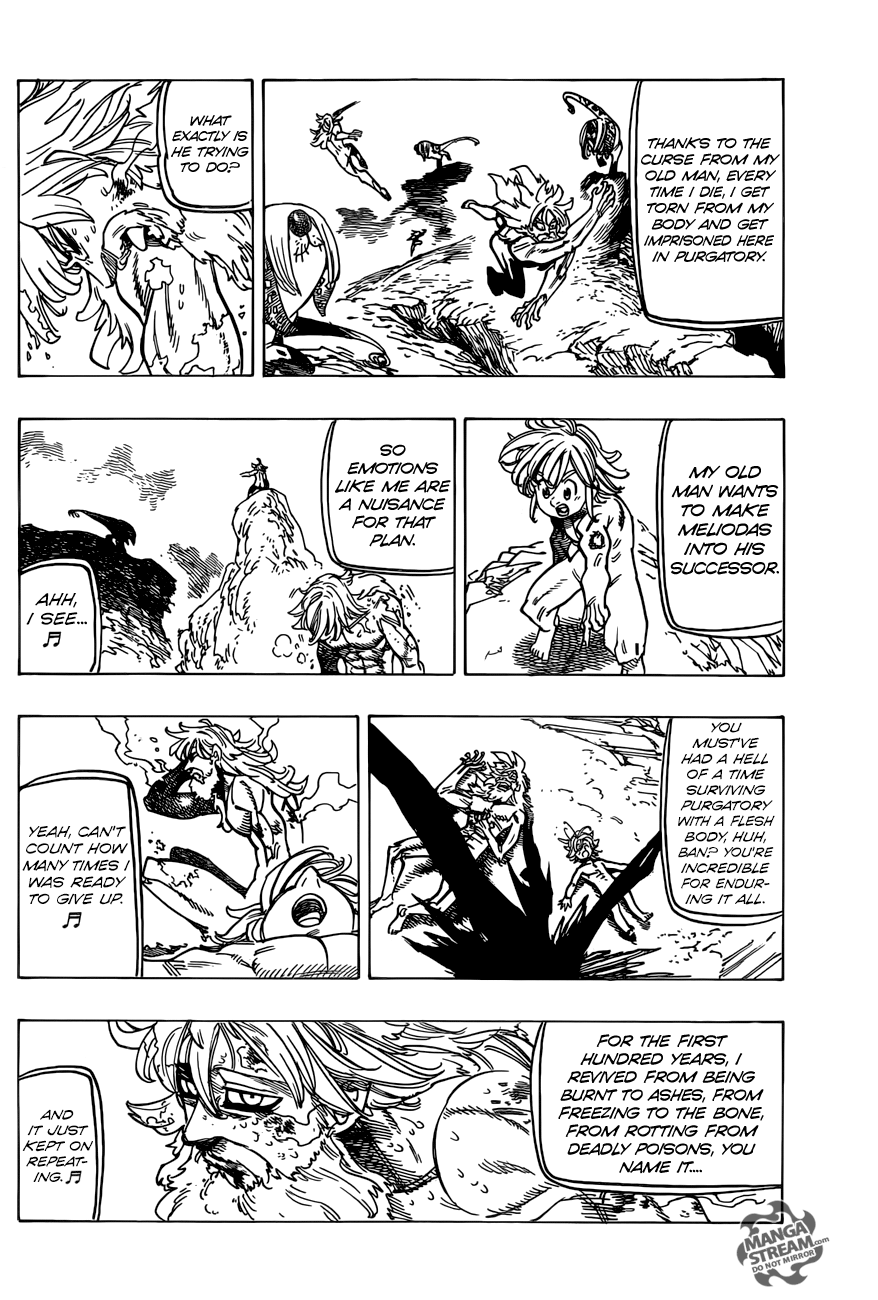 THANK'S TO THE
CURSE FROM MY
OLD MAN, EVERY
TIME I DIE, I GET
TORN FROM MY
BODY AND GET
IMPRISONED HERE
IN PURGATORY.
WHAT
EXACTLY IS
HE TRYING
TO DO?
MY OLD
MAN WANTS
TO MAKE
MELIODAS
INTO HIS
SUCCESSOR.
SO
EMOTIONS
LIKE ME ARE
A NUISANCE
FOR THAT
PLAN.
AHH,
I SEE...
♬
YOU
MUST'VE
HAD A HELL
OF A TIME
SURVIVING
PURGATORY
WITH A FLESH
BODY, HUH,
BAN? YOU'RE
INCREDIBLE
FOR ENDUR-
ING IT ALL.
YEAH, CAN'T
COUNT HOW
MANY TIMES I
WAS READY
TO GIVE UP.
♬
FOR THE FIRST
HUNDRED YEARS, I
REVIVED FROM BEING
BURNT TO ASHES, FROM
FREEZING TO THE BONE,
FROM ROTTING FROM
DEADLY POISONS, YOU
NAME IT....
AND
IT JUST
KEPT ON
REPEAT-
ING. ♬
MANGA
STREAM.com
DO NOT MIRROR